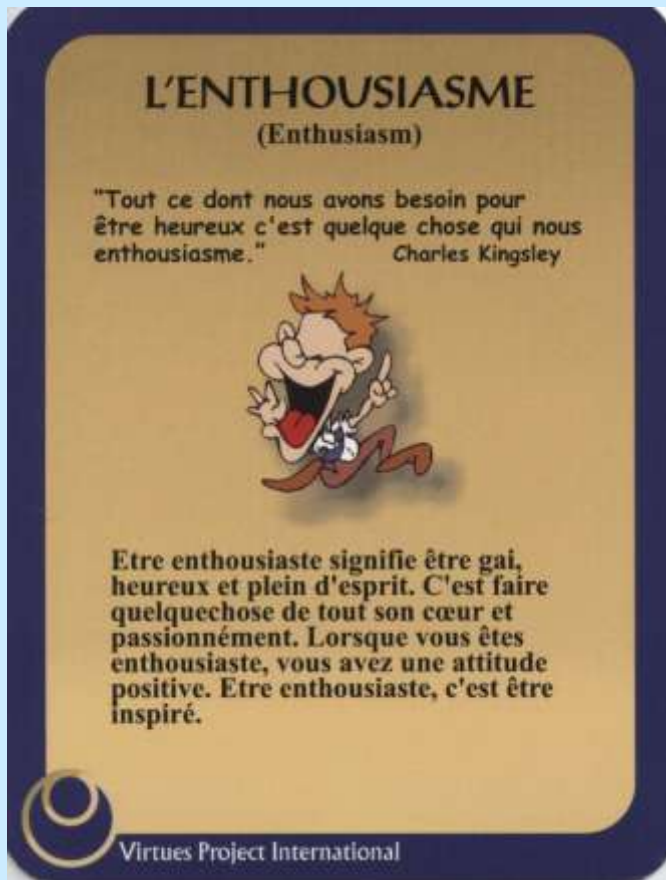 L'ENTHOUSIASME
(Enthusiasm)
"Tout ce dont nous avons besoin pour
être heureux c'est quelque chose qui nous
enthousiasme." Charles Kingsley
Etre enthousiaste signifie être gai,
heureux et plein d'esprit. C'est faire
quelquechose de tout son cœur et
passionnément. Lorsque vous êtes
enthousiaste, vous avez une attitude
positive. Etre enthousiaste, c'est être
inspiré.
Virtues Project International